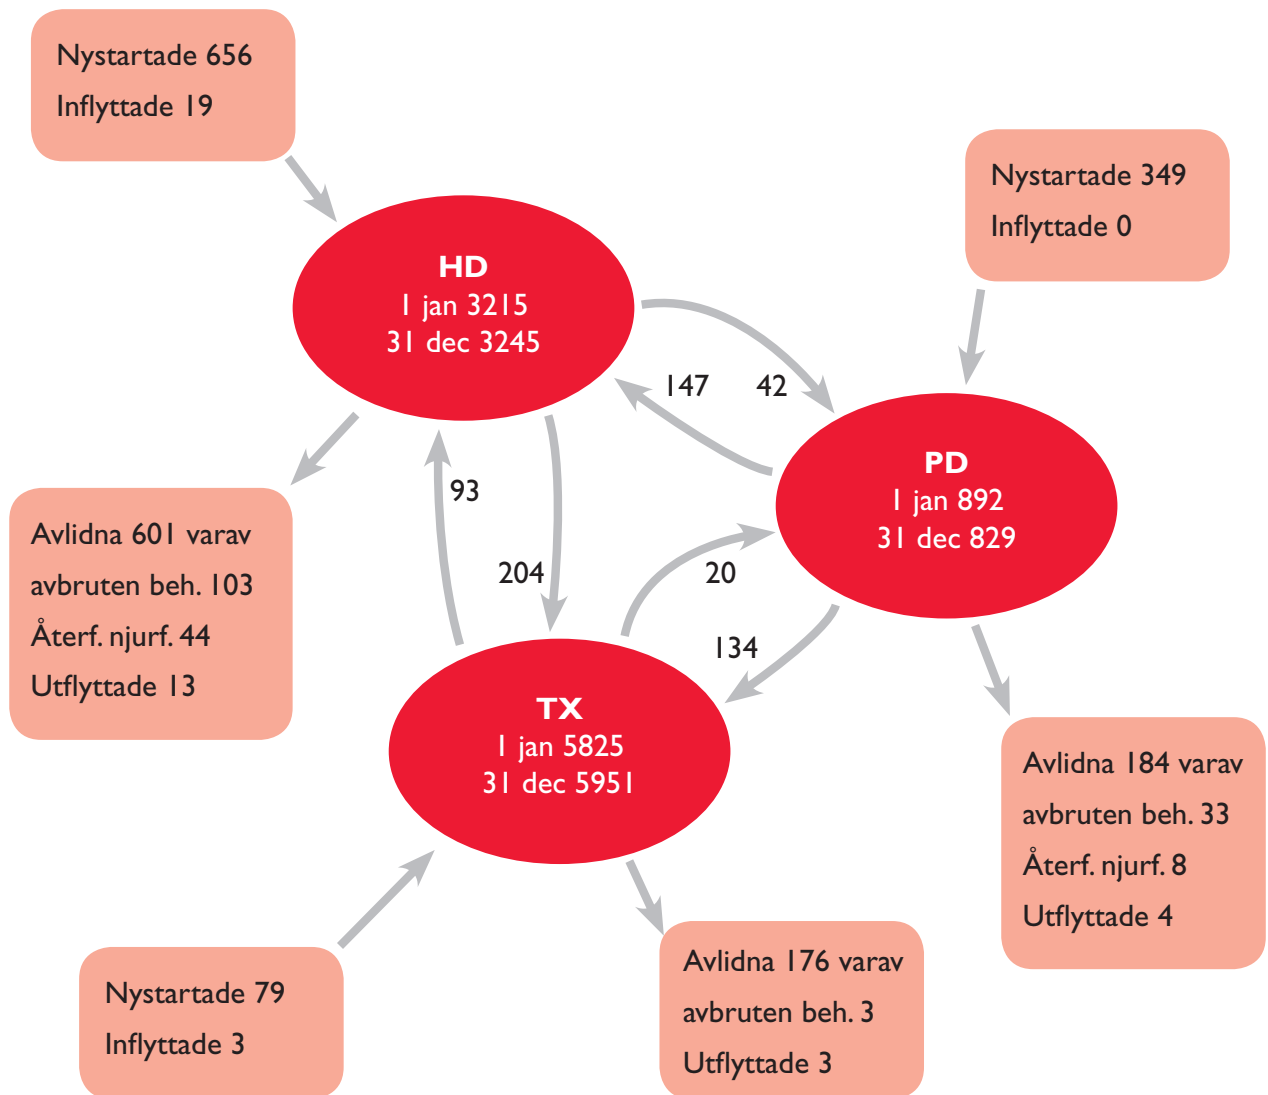 Nystartade 656
Inflyttade 19
Nystartade 349
Inflyttade 0
HD
1 jan 3215
31 dec 3245
147
42
PD
1 jan 892
31 dec 829
93
204
20
134
Avlidna 601 varav
avbruten beh. 103
Återf. njurf. 44
Utflyttade 13
TX
1 jan 5825
31 dec 5951
Avlidna 184 varav
avbruten beh. 33
Återf. njurf. 8
Utflyttade 4
Nystartade 79
Inflyttade 3
Avlidna 176 varav
avbruten beh. 3
Utflyttade 3